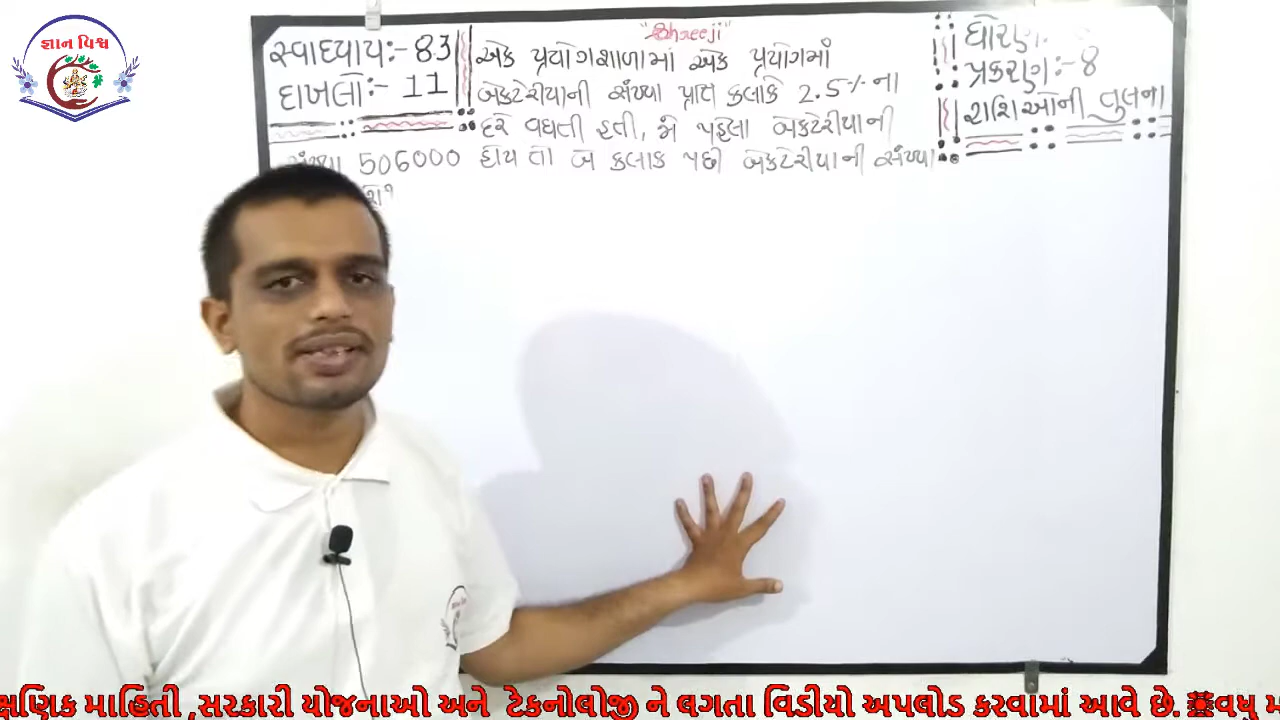 જ્ઞાન વિશ્વ
"Shreeji"
સ્વાધ્યાય:- 8.3
દાખલો:- 11
એક પ્રયોગશાળામાં એક પ્રયોગમાં
બેક્ટેરીયાની સંખ્યા પ્રતિ કલાકે 2.5% ના
દરે વધતી હતી, જો પહેલા બેક્ટેરીયાની
સંખ્યા 506000 હોય તો બે કલાક પછી બેક્ટેરીયાની સંખ્યા
ધોરણ:-
પ્રકરણ:- 8
રાશિઓની તુલના
ક્ષણિક માહિતી ,સરકારી યોજનાઓ અને ટેકનોલોજી ને લગતા વિડીયો અપલોડ કરવામાં આવે છે. વધુ મ